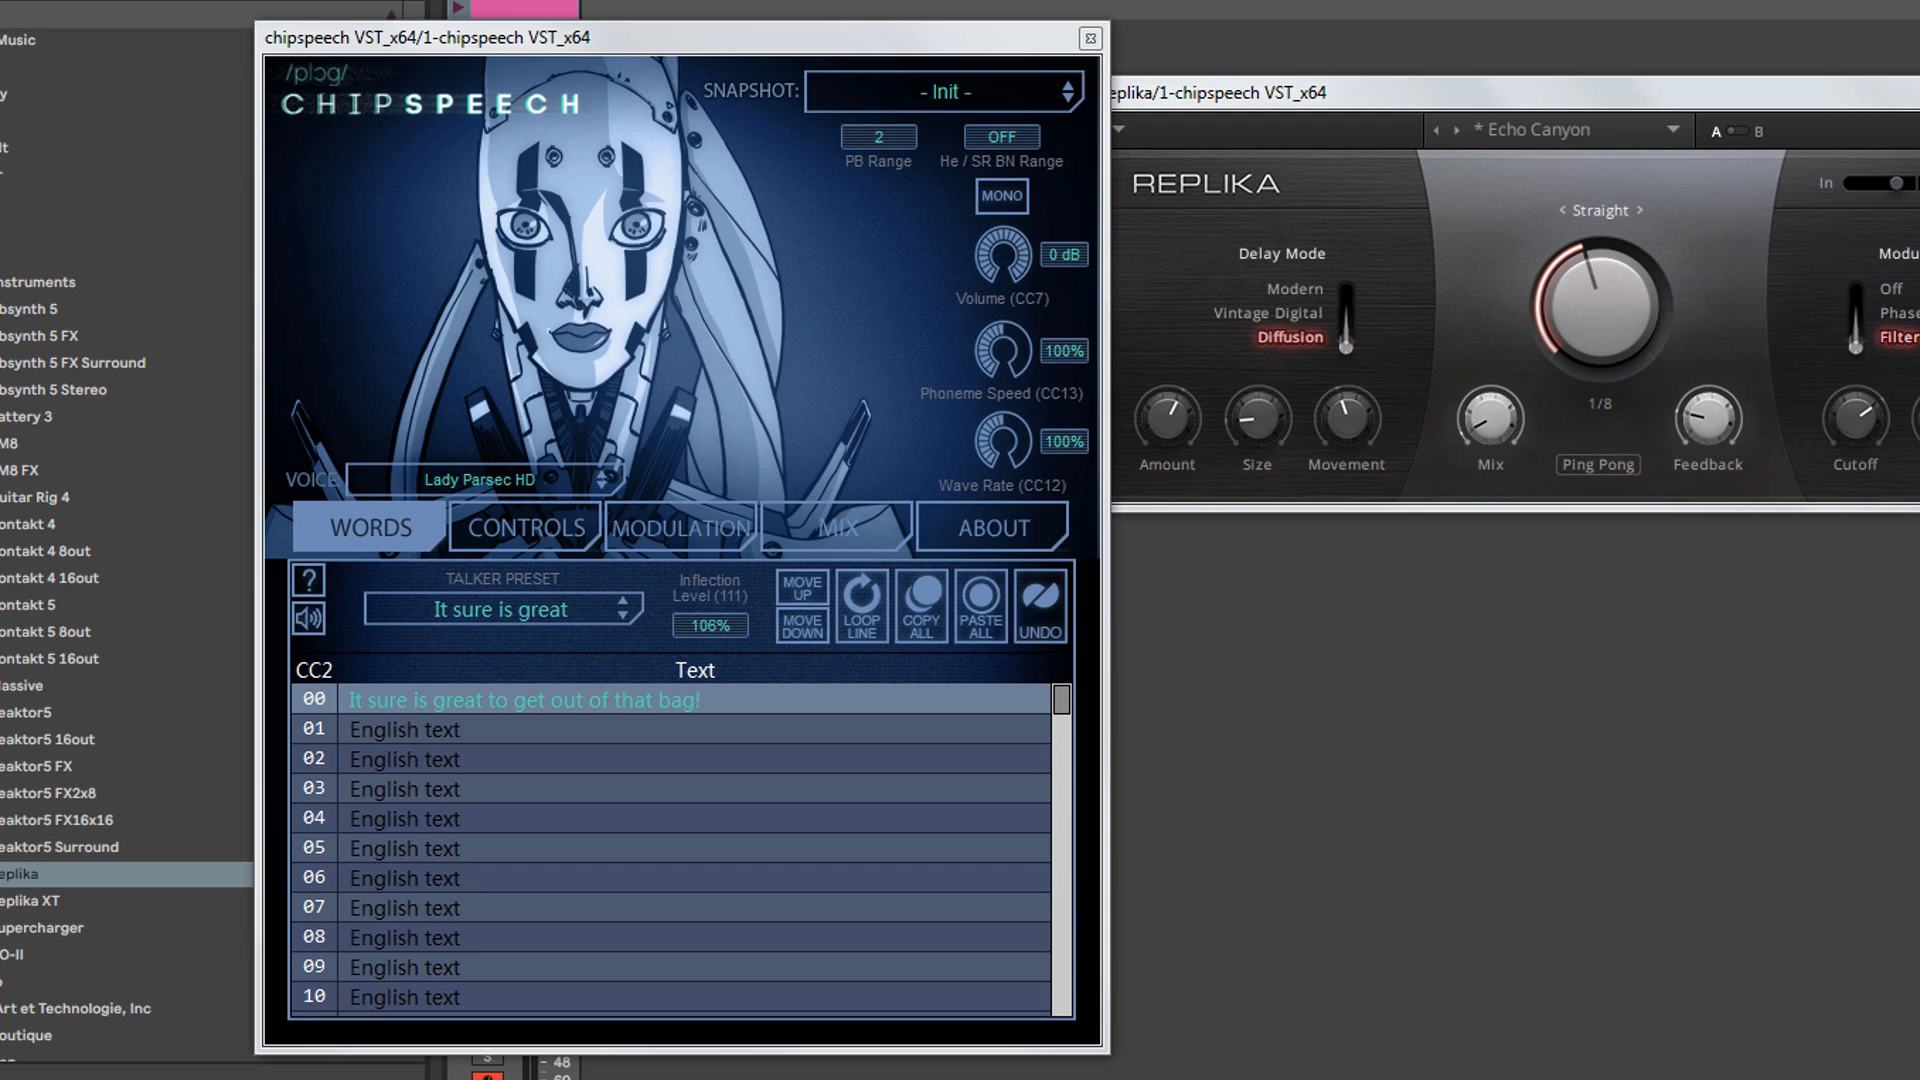 Music
y
lt
nstruments
bsynth 5
bsynth 5 FX
bsynth 5 FX Surround
bsynth 5 Stereo
attery 3
M8
M8 FX
uitar Rig 4
ontakt 4
ontakt 4 8out
ontakt 4 16out
ontakt 5
ontakt 5 8out
ontakt 5 16out
lassive
eaktor5
eaktor5 16out
eaktor5 FX
eaktor5 FX2x8
eaktor5 FX16x16
eaktor5 Surround
eplika
eplika XT
upercharger
O-II
Art et Technologie, Inc
outique
chipspeech VST_x64/1-chipspeech VST_x64
/plog/
CHIPSPEECH
SNAPSHOT: - Init -
2 OFF
PB Range He / SR BN Range
MONO
0 dB
Volume (CC7)
100%
Phoneme Speed (CC13)
100%
Wave Rate (CC12)
VOICE Lady Parsec HD
WORDS CONTROLS MODULATION MIX ABOUT
? TALKER PRESET
It sure is great
Inflection
Level (111)
106%
MOVE UP
MOVE DOWN
LOOP LINE
COPY ALL
PASTE ALL
UNDO
CC2 Text
00 It sure is great to get out of that bag!
01 English text
02 English text
03 English text
04 English text
05 English text
06 English text
07 English text
08 English text
09 English text
10 English text
S
48
60
eplika/1-chipspeech VST_x64
* Echo Canyon A B
REPLIKA
In
< Straight >
Delay Mode
Modern
Vintage Digital
Diffusion
Modu
Off
Phase
Filter
1/8
Amount Size Movement Mix Ping Pong Feedback Cutoff